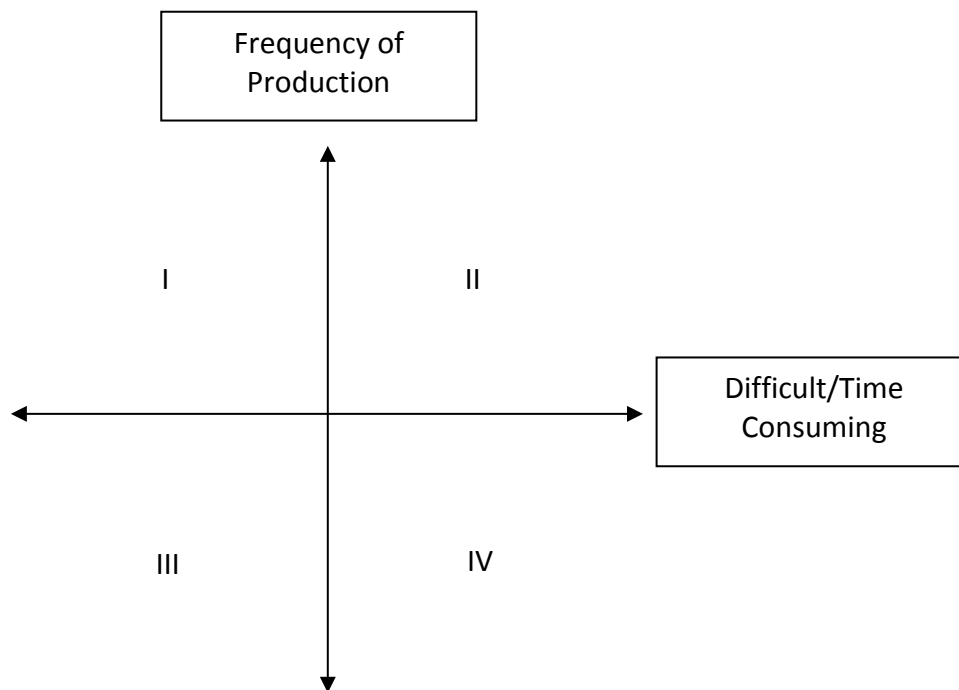 Frequency of
Production
I
II
Difficult/Time
Consuming
III
IV